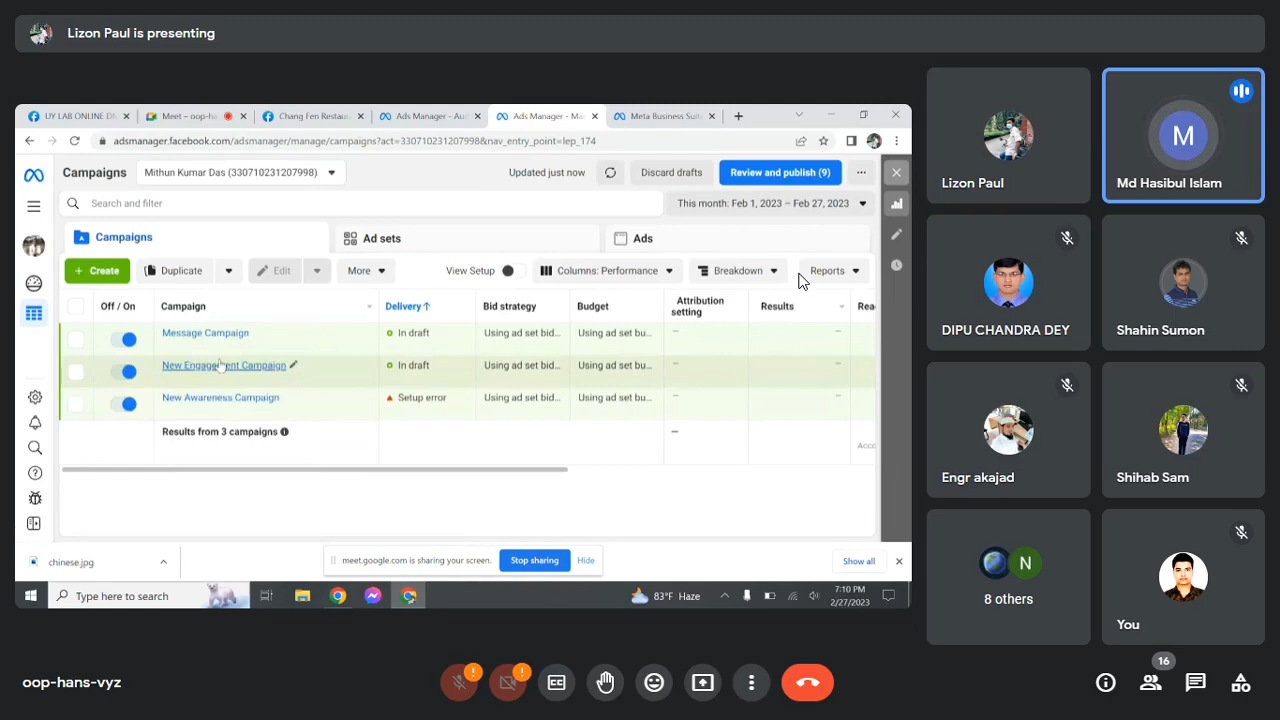 Lizon Paul is presenting
UY LAB ONLINE DI
Meet – oop-ha
Chang Fen Restaur
Ads Manager - Au
Ads Manager - Ma
Meta Business Suit
adsmanager.facebook.com/adsmanager/manage/campaigns?act=330710231207998&nav_entry_point=lep_174
Campaigns
Mithun Kumar Das (330710231207998)
Updated just now
Discard drafts
Review and publish (9)
Search and filter
This month: Feb 1, 2023 – Feb 27, 2023
Campaigns
Ad sets
Ads
+ Create
Duplicate
Edit
More
View Setup
Columns: Performance
Breakdown
Reports
Off / On
Campaign
Delivery ↑
Bid strategy
Budget
Attribution
setting
Results
Rea
Message Campaign
In draft
Using ad set bid...
Using ad set bu...
—
—
New Engagement Campaign
In draft
Using ad set bid...
Using ad set bu...
—
—
New Awareness Campaign
Setup error
Using ad set bid...
Using ad set bu...
—
—
Results from 3 campaigns
—
—
Acco
chinese.jpg
meet.google.com is sharing your screen.
Stop sharing
Hide
Show all
Type here to search
83°F Haze
7:10 PM
2/27/2023
Lizon Paul
M
Md Hasibul Islam
DIPU CHANDRA DEY
Shahin Sumon
Engr akajad
Shihab Sam
N
8 others
You
oop-hans-vyz
16